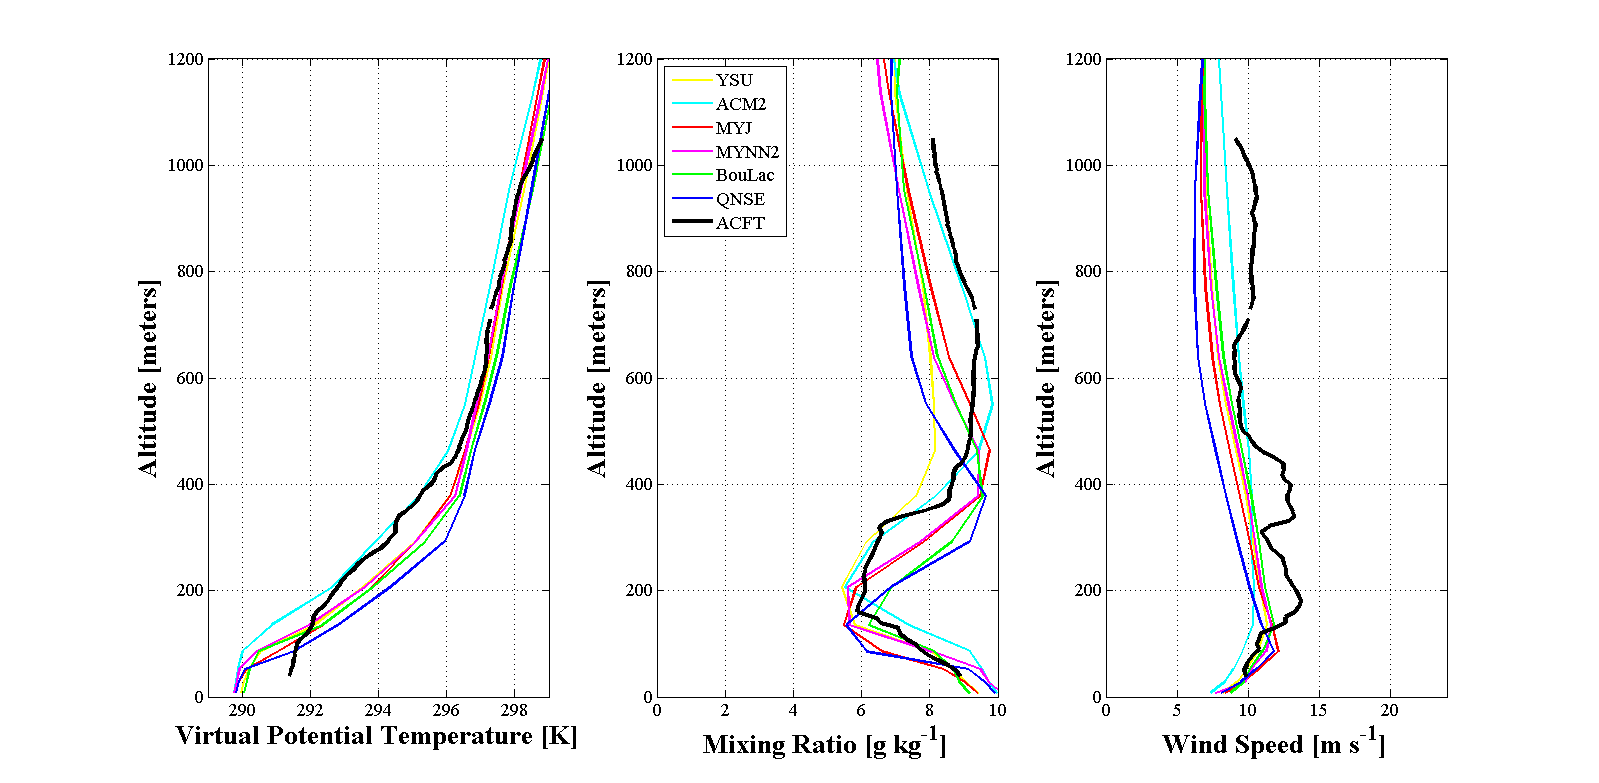 1200
1000
800
600
400
200
0
290
292
294
296
298
Altitude [meters]
Virtual Potential Temperature [K]
1200
1000
800
600
400
200
0
0
2
4
6
8
10
Altitude [meters]
Mixing Ratio [g kg-1]
YSU
ACM2
MYJ
MYNN2
BouLac
QNSE
ACFT
1200
1000
800
600
400
200
0
0
5
10
15
20
Altitude [meters]
Wind Speed [m s-1]